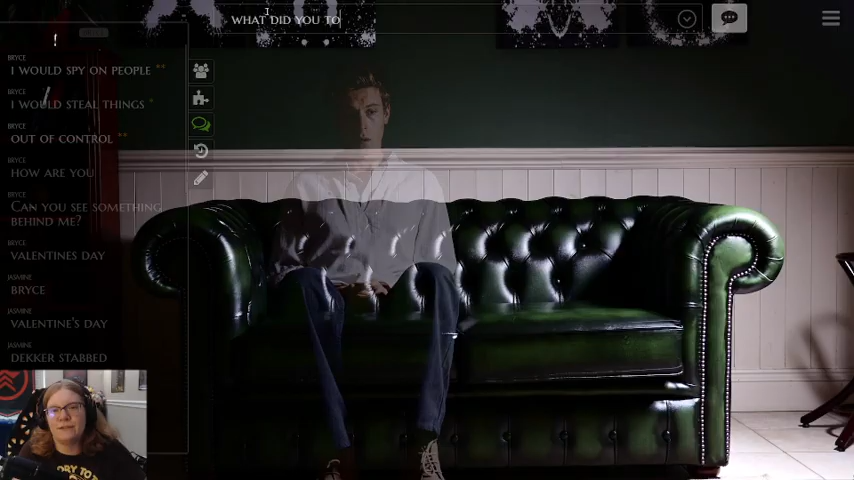 WHAT DID YOU TO
BRYCE
I WOULD SPY ON PEOPLE **
BRYCE
I WOULD STEAL THINGS *
BRYCE
OUT OF CONTROL **
BRYCE
HOW ARE YOU
BRYCE
CAN YOU SEE SOMETHING
BEHIND ME?
BRYCE
VALENTINES DAY
JASMINE
BRYCE
JASMINE
VALENTINE'S DAY
JASMINE
DEKKER STABBED